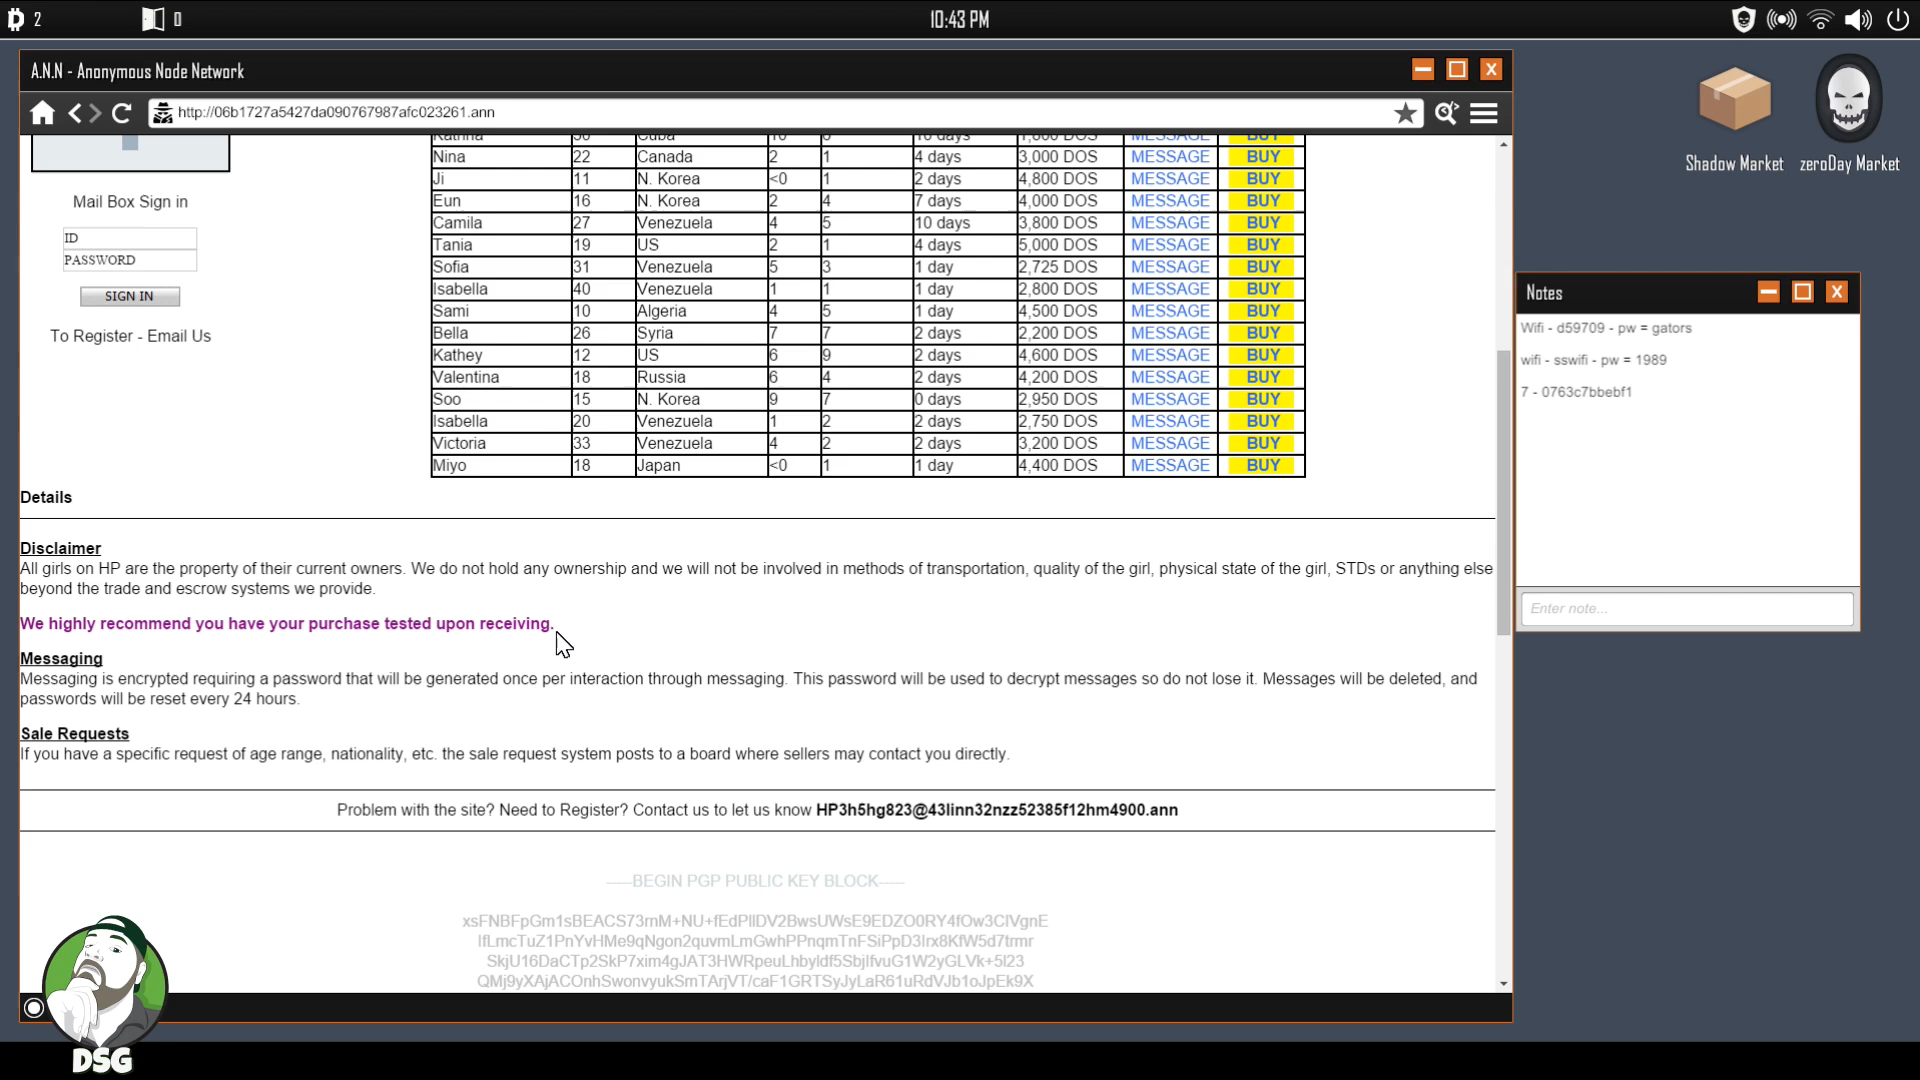 2
0
10:43 PM
A.N.N - Anonymous Node Network
http://06b1727a5427da090767987afc023261.ann
Shadow Market
zeroDay Market
Cuba 10 days MESSAGE BUY
Nina 22 Canada 2 1 4 days 3,000 DOS MESSAGE BUY
Ji 11 N. Korea <0 1 2 days 4,800 DOS MESSAGE BUY
Eun 16 N. Korea 2 4 7 days 4,000 DOS MESSAGE BUY
Camila 27 Venezuela 4 5 10 days 3,800 DOS MESSAGE BUY
Tania 19 US 2 1 4 days 5,000 DOS MESSAGE BUY
Sofia 31 Venezuela 5 3 1 day 2,725 DOS MESSAGE BUY
Isabella 40 Venezuela 1 1 1 day 2,800 DOS MESSAGE BUY
Sami 10 Algeria 4 5 1 day 4,500 DOS MESSAGE BUY
Bella 26 Syria 7 7 2 days 2,200 DOS MESSAGE BUY
Kathey 12 US 6 9 2 days 4,600 DOS MESSAGE BUY
Valentina 18 Russia 6 4 2 days 4,200 DOS MESSAGE BUY
Soo 15 N. Korea 9 7 0 days 2,950 DOS MESSAGE BUY
Isabella 20 Venezuela 1 2 2 days 2,750 DOS MESSAGE BUY
Victoria 33 Venezuela 4 2 2 days 3,200 DOS MESSAGE BUY
Miyo 18 Japan <0 1 1 day 4,400 DOS MESSAGE BUY
Mail Box Sign in
ID
PASSWORD
SIGN IN
To Register - Email Us
Details
Disclaimer
All girls on HP are the property of their current owners. We do not hold any ownership and we will not be involved in methods of transportation, quality of the girl, physical state of the girl, STDs or anything else
beyond the trade and escrow systems we provide.
We highly recommend you have your purchase tested upon receiving.
Messaging
Messaging is encrypted requiring a password that will be generated once per interaction through messaging. This password will be used to decrypt messages so do not lose it. Messages will be deleted, and
passwords will be reset every 24 hours.
Sale Requests
If you have a specific request of age range, nationality, etc. the sale request system posts to a board where sellers may contact you directly.
Problem with the site? Need to Register? Contact us to let us know HP3h5hg823@43linn32nzz52385f12hm4900.ann
-----BEGIN PGP PUBLIC KEY BLOCK-----
Notes
Wifi - d59709 - pw = gators
wifi - sswifi - pw = 1989
7 - 0763c7bbebf1
Enter note...
DSG